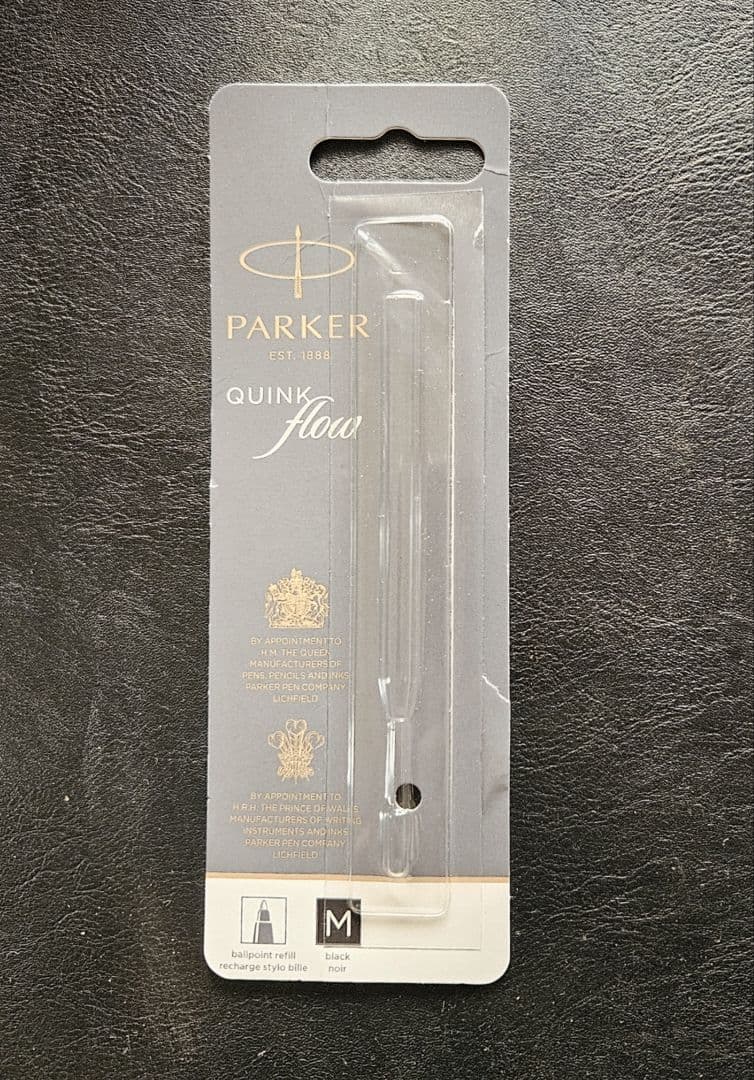 PARKER
EST. 1888
QUINK
flow
BY APPOINTMENT TO
H.M. THE QUEEN
MANUFACTURERS OF
PENS, PENCILS AND INKS
PARKER PEN COMPANY
LICHFIELD
BY APPOINTMENT TO
H.R.H. THE PRINCE OF WALES
MANUFACTURERS OF WRITING
INSTRUMENTS AND INKS
PARKER PEN COMPANY
LICHFIELD
M
ballpoint refill black
recharge stylo bille noir